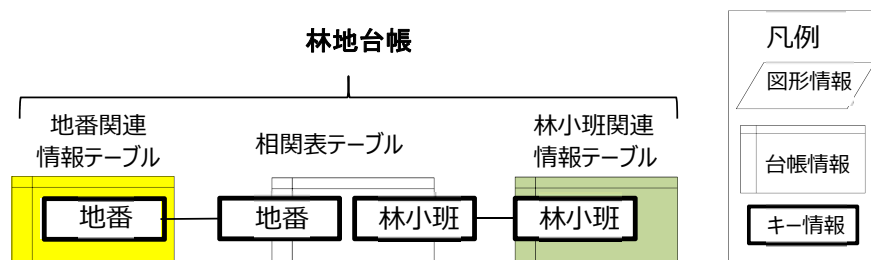 林地台帳
地番関連
情報テーブル
相関表テーブル
林小班関連
情報テーブル
地番
地番
林小班
林小班
凡例
図形情報
台帳情報
キー情報